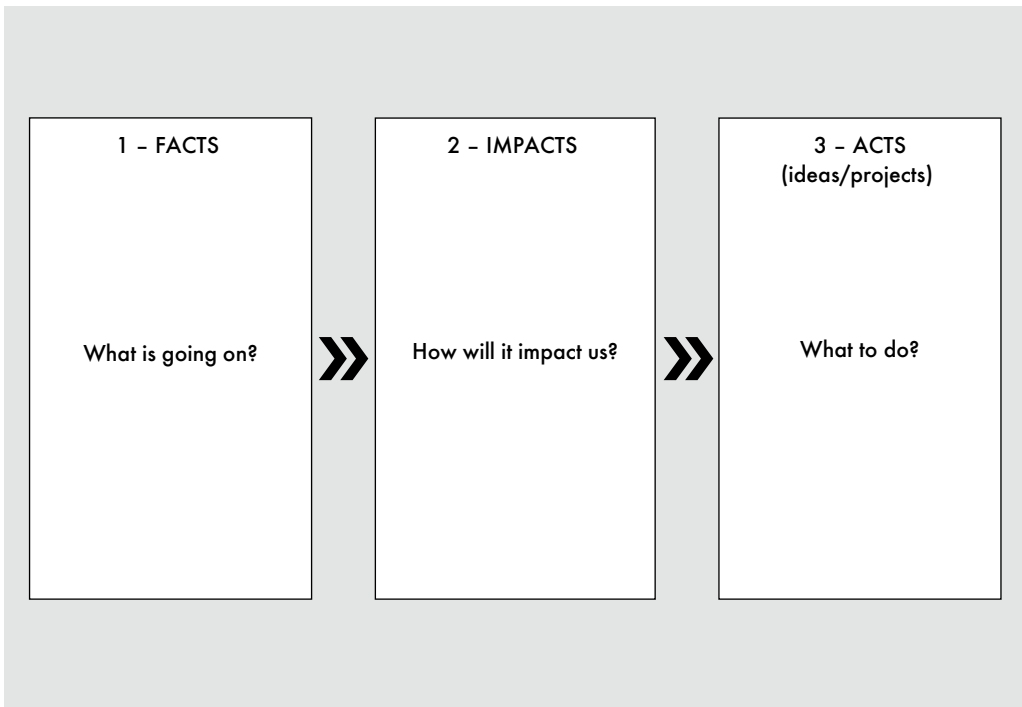 1 – FACTS
What is going on?
2 – IMPACTS
How will it impact us?
3 – ACTS
(ideas/projects)
What to do?